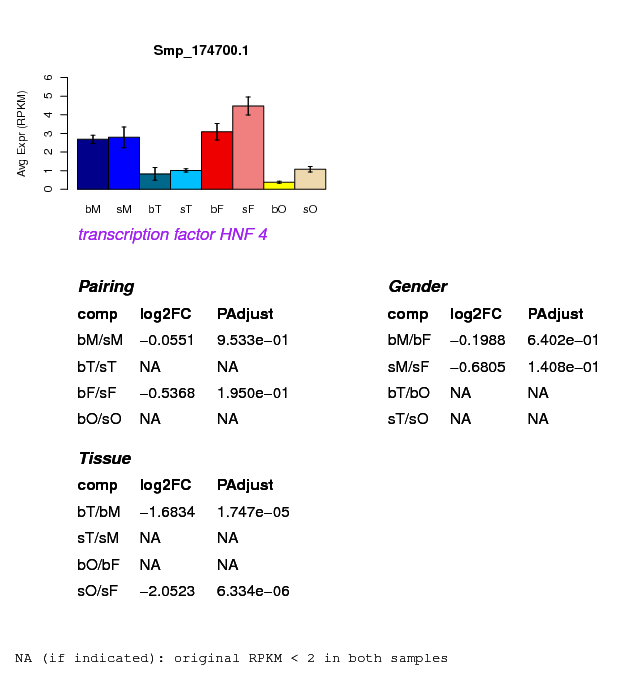 Smp_174700.1
Avg Expr (RPKM)
6
5
4
3
2
1
0
bM sM bT sT bF sF bO sO
transcription factor HNF 4
Pairing
comp log2FC PAdjust
bM/sM −0.0551 9.533e−01
bT/sT NA NA
bF/sF −0.5368 1.950e−01
bO/sO NA NA
Gender
comp log2FC PAdjust
bM/bF −0.1988 6.402e−01
sM/sF −0.6805 1.408e−01
bT/bO NA NA
sT/sO NA NA
Tissue
comp log2FC PAdjust
bT/bM −1.6834 1.747e−05
sT/sM NA NA
bO/bF NA NA
sO/sF −2.0523 6.334e−06
NA (if indicated): original RPKM < 2 in both samples